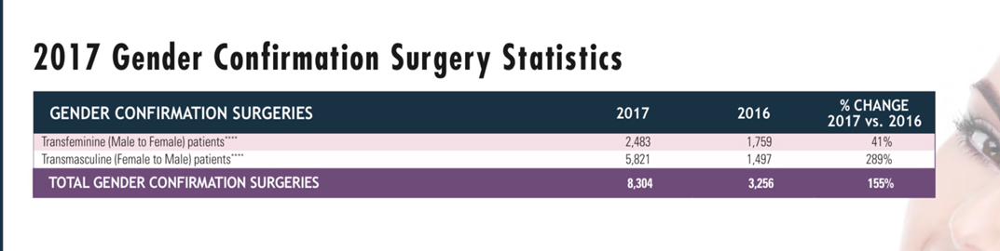 2017 Gender Confirmation Surgery Statistics
GENDER CONFIRMATION SURGERIES 2017 2016 % CHANGE 2017 vs. 2016
Transfeminine (Male to Female) patients**** 2,483 1,759 41%
Transmasculine (Female to Male) patients**** 5,821 1,497 289%
TOTAL GENDER CONFIRMATION SURGERIES 8,304 3,256 155%